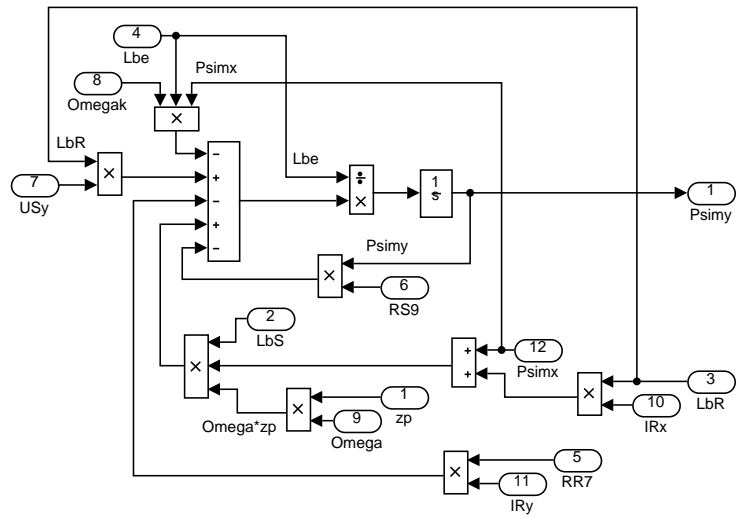 4
Lbe
Psimx
8
Omegak
×
LbR
Lbe
−
+
−
+
−
×
÷
×
1
s
7
USy
1
Psimy
Psimy
×
6
RS9
2
LbS
×
+
+
12
Psimx
3
LbR
×
10
IRx
1
zp
×
9
Omega
Omega*zp
5
RR7
×
11
IRy